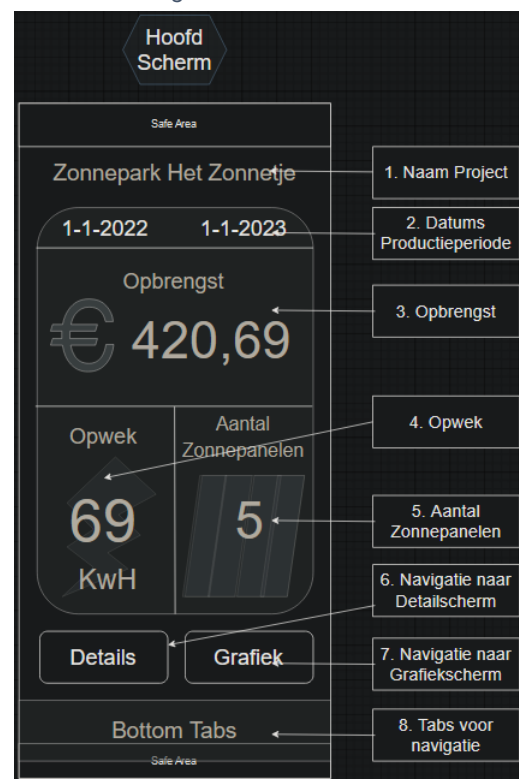 Hoofd
Scherm
Safe Area
Zonnepark Het Zonnetje
1. Naam Project
1-1-2022 1-1-2023
2. Datums
Productieperiode
Opbrengst
€ 420,69
3. Opbrengst
Opwek
Aantal
Zonnepanelen
4. Opwek
69
KwH
5
5. Aantal
Zonnepanelen
6. Navigatie naar
Detailscherm
Details
Grafiek
7. Navigatie naar
Grafiekscherm
Bottom Tabs
8. Tabs voor
navigatie
Safe Area